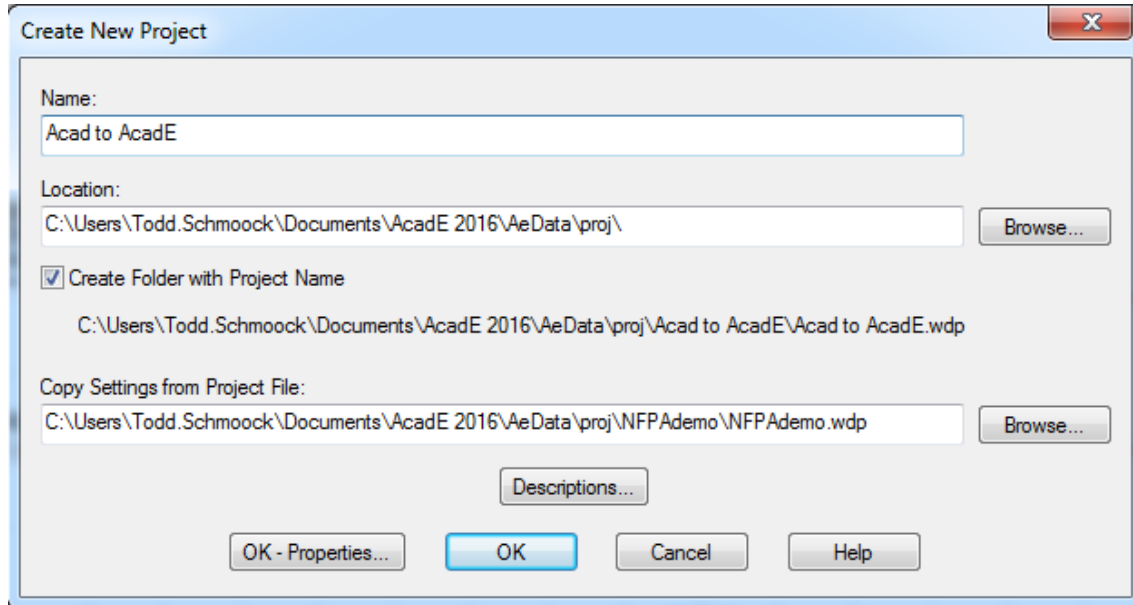 Create New Project
Name:
Acad to AcadE
Location:
C:\Users\Todd.Schmoock\Documents\AcadE 2016\AeData\proj\
Browse...
Create Folder with Project Name
C:\Users\Todd.Schmoock\Documents\AcadE 2016\AeData\proj\Acad to AcadE\Acad to AcadE.wdp
Copy Settings from Project File:
C:\Users\Todd.Schmoock\Documents\AcadE 2016\AeData\proj\NFPAdemo\NFPAdemo.wdp
Browse...
Descriptions...
OK - Properties...
OK
Cancel
Help